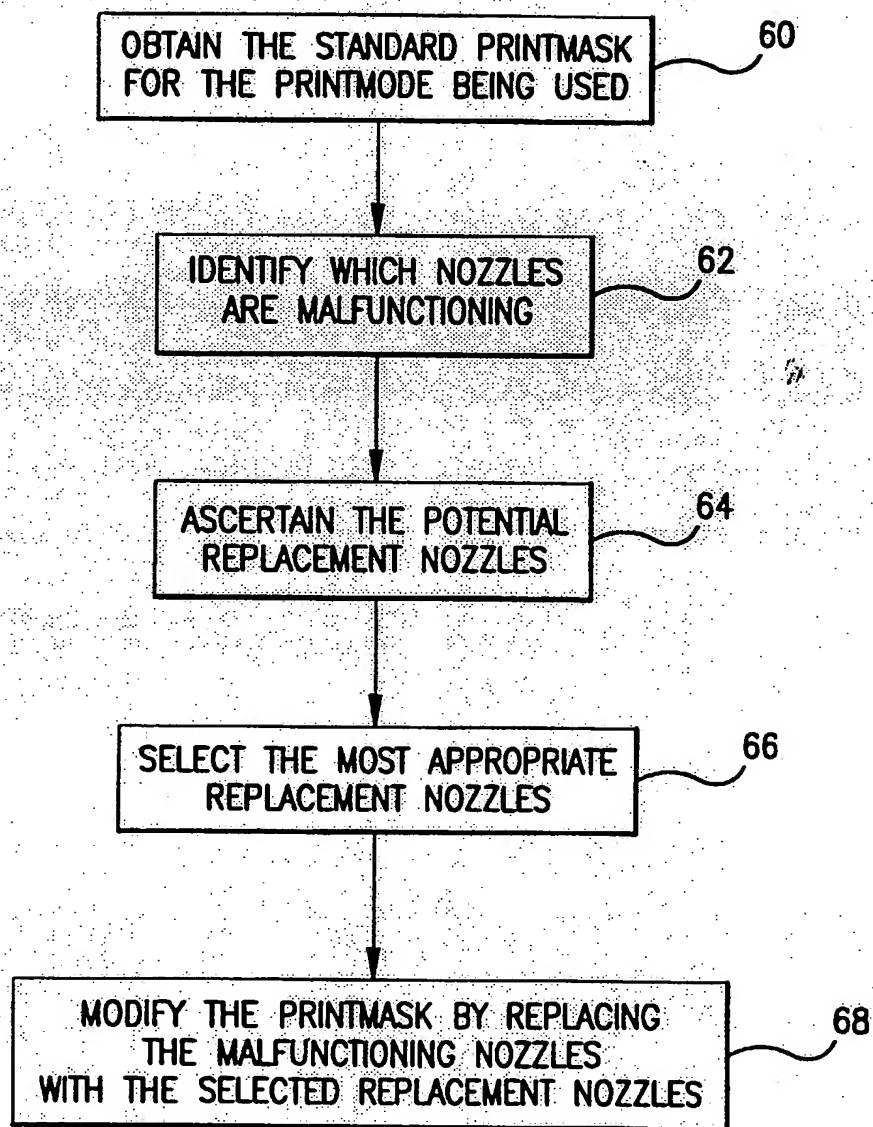 OBTAIN THE STANDARD PRINTMASK
FOR THE PRINTMODE BEING USED
60
IDENTIFY WHICH NOZZLES
ARE MALFUNCTIONING
62
ASCERTAIN THE POTENTIAL
REPLACEMENT NOZZLES
64
SELECT THE MOST APPROPRIATE
REPLACEMENT NOZZLES
66
MODIFY THE PRINTMASK BY REPLACING
THE MALFUNCTIONING NOZZLES
WITH THE SELECTED REPLACEMENT NOZZLES
68